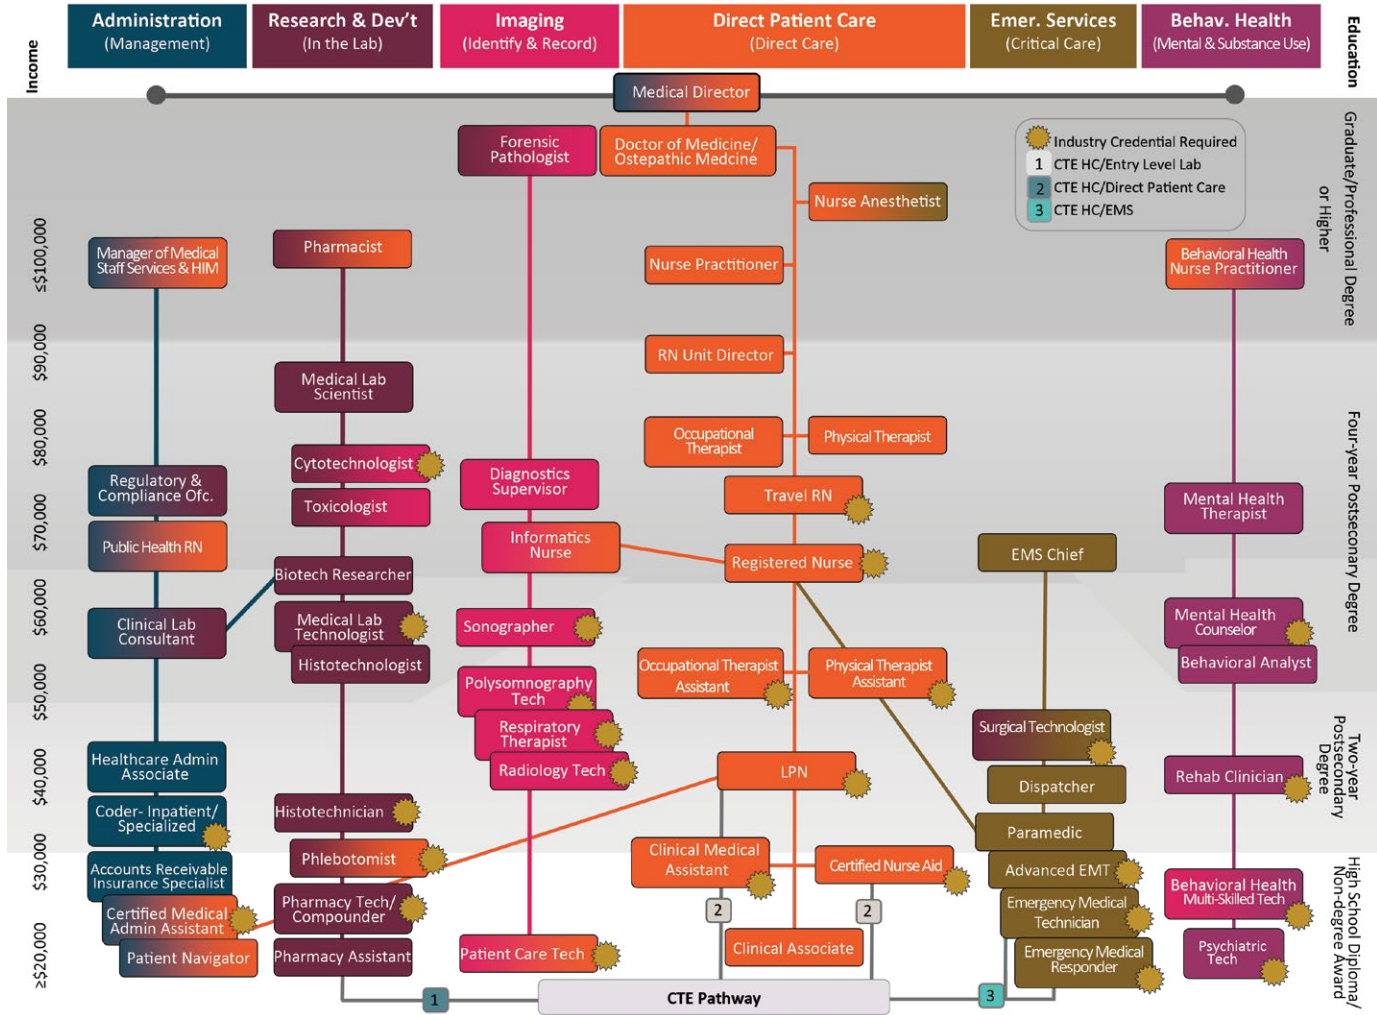 Income
Administration
(Management)
Research & Dev't
(In the Lab)
Imaging
(Identify & Record)
Direct Patient Care
(Direct Care)
Emer. Services
(Critical Care)
Behav. Health
(Mental & Substance Use)
Education
Medical Director
Industry Credential Required
1 CTE HC/Entry Level Lab
2 CTE HC/Direct Patient Care
3 CTE HC/EMS
≤$100,000
$90,000
$80,000
$70,000
$60,000
$50,000
$40,000
$30,000
≥$20,000
Graduate/Professional Degree
or Higher
Four-year Postseconary Degree
Two-year
Postsecondary
Degree
High School Diploma/
Non-degree Award
Manager of Medical
Staff Services & HIM
Regulatory &
Compliance Ofc.
Public Health RN
Clinical Lab
Consultant
Healthcare Admin
Associate
Coder- Inpatient/
Specialized
Accounts Receivable
Insurance Specialist
Certified Medical
Admin Assistant
Patient Navigator
Pharmacist
Medical Lab
Scientist
Cytotechnologist
Toxicologist
Biotech Researcher
Medical Lab
Technologist
Histotechnologist
Histotechnician
Phlebotomist
Pharmacy Tech/
Compounder
Pharmacy Assistant
Forensic
Pathologist
Diagnostics
Supervisor
Informatics
Nurse
Sonographer
Polysomnography
Tech
Respiratory
Therapist
Radiology Tech
Patient Care Tech
Doctor of Medicine/
Ostepathic Medcine
Nurse Anesthetist
Nurse Practitioner
RN Unit Director
Occupational
Therapist
Physical Therapist
Travel RN
Registered Nurse
Occupational Therapist
Assistant
Physical Therapist
Assistant
LPN
Clinical Medical
Assistant
Certified Nurse Aid
2
2
Clinical Associate
EMS Chief
Surgical Technologist
Dispatcher
Paramedic
Advanced EMT
Emergency Medical
Technician
Emergency Medical
Responder
Behavioral Health
Nurse Practitioner
Mental Health
Therapist
Mental Health
Counselor
Behavioral Analyst
Rehab Clinician
Behavioral Health
Multi-Skilled Tech
Psychiatric
Tech
1
CTE Pathway
3